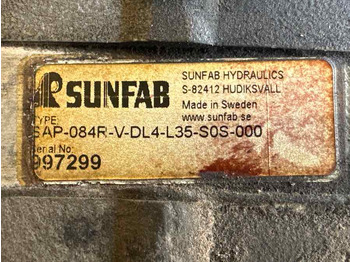 SUNFAB
SUNFAB HYDRAULICS
S-82412 HUDIKSVALL
Made in Sweden
www.sunfab.se
TYPE:
SAP-084R-V-DL4-L35-S0S-000
Serial No:
997299